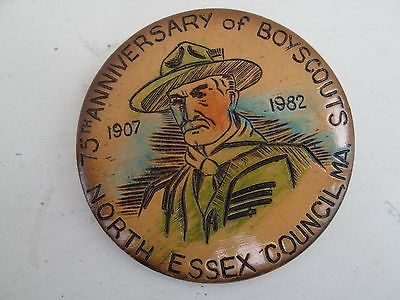 75TH ANNIVERSARY of BOYSCOUTS
1907 1982
NORTH ESSEX COUNCIL, MA.